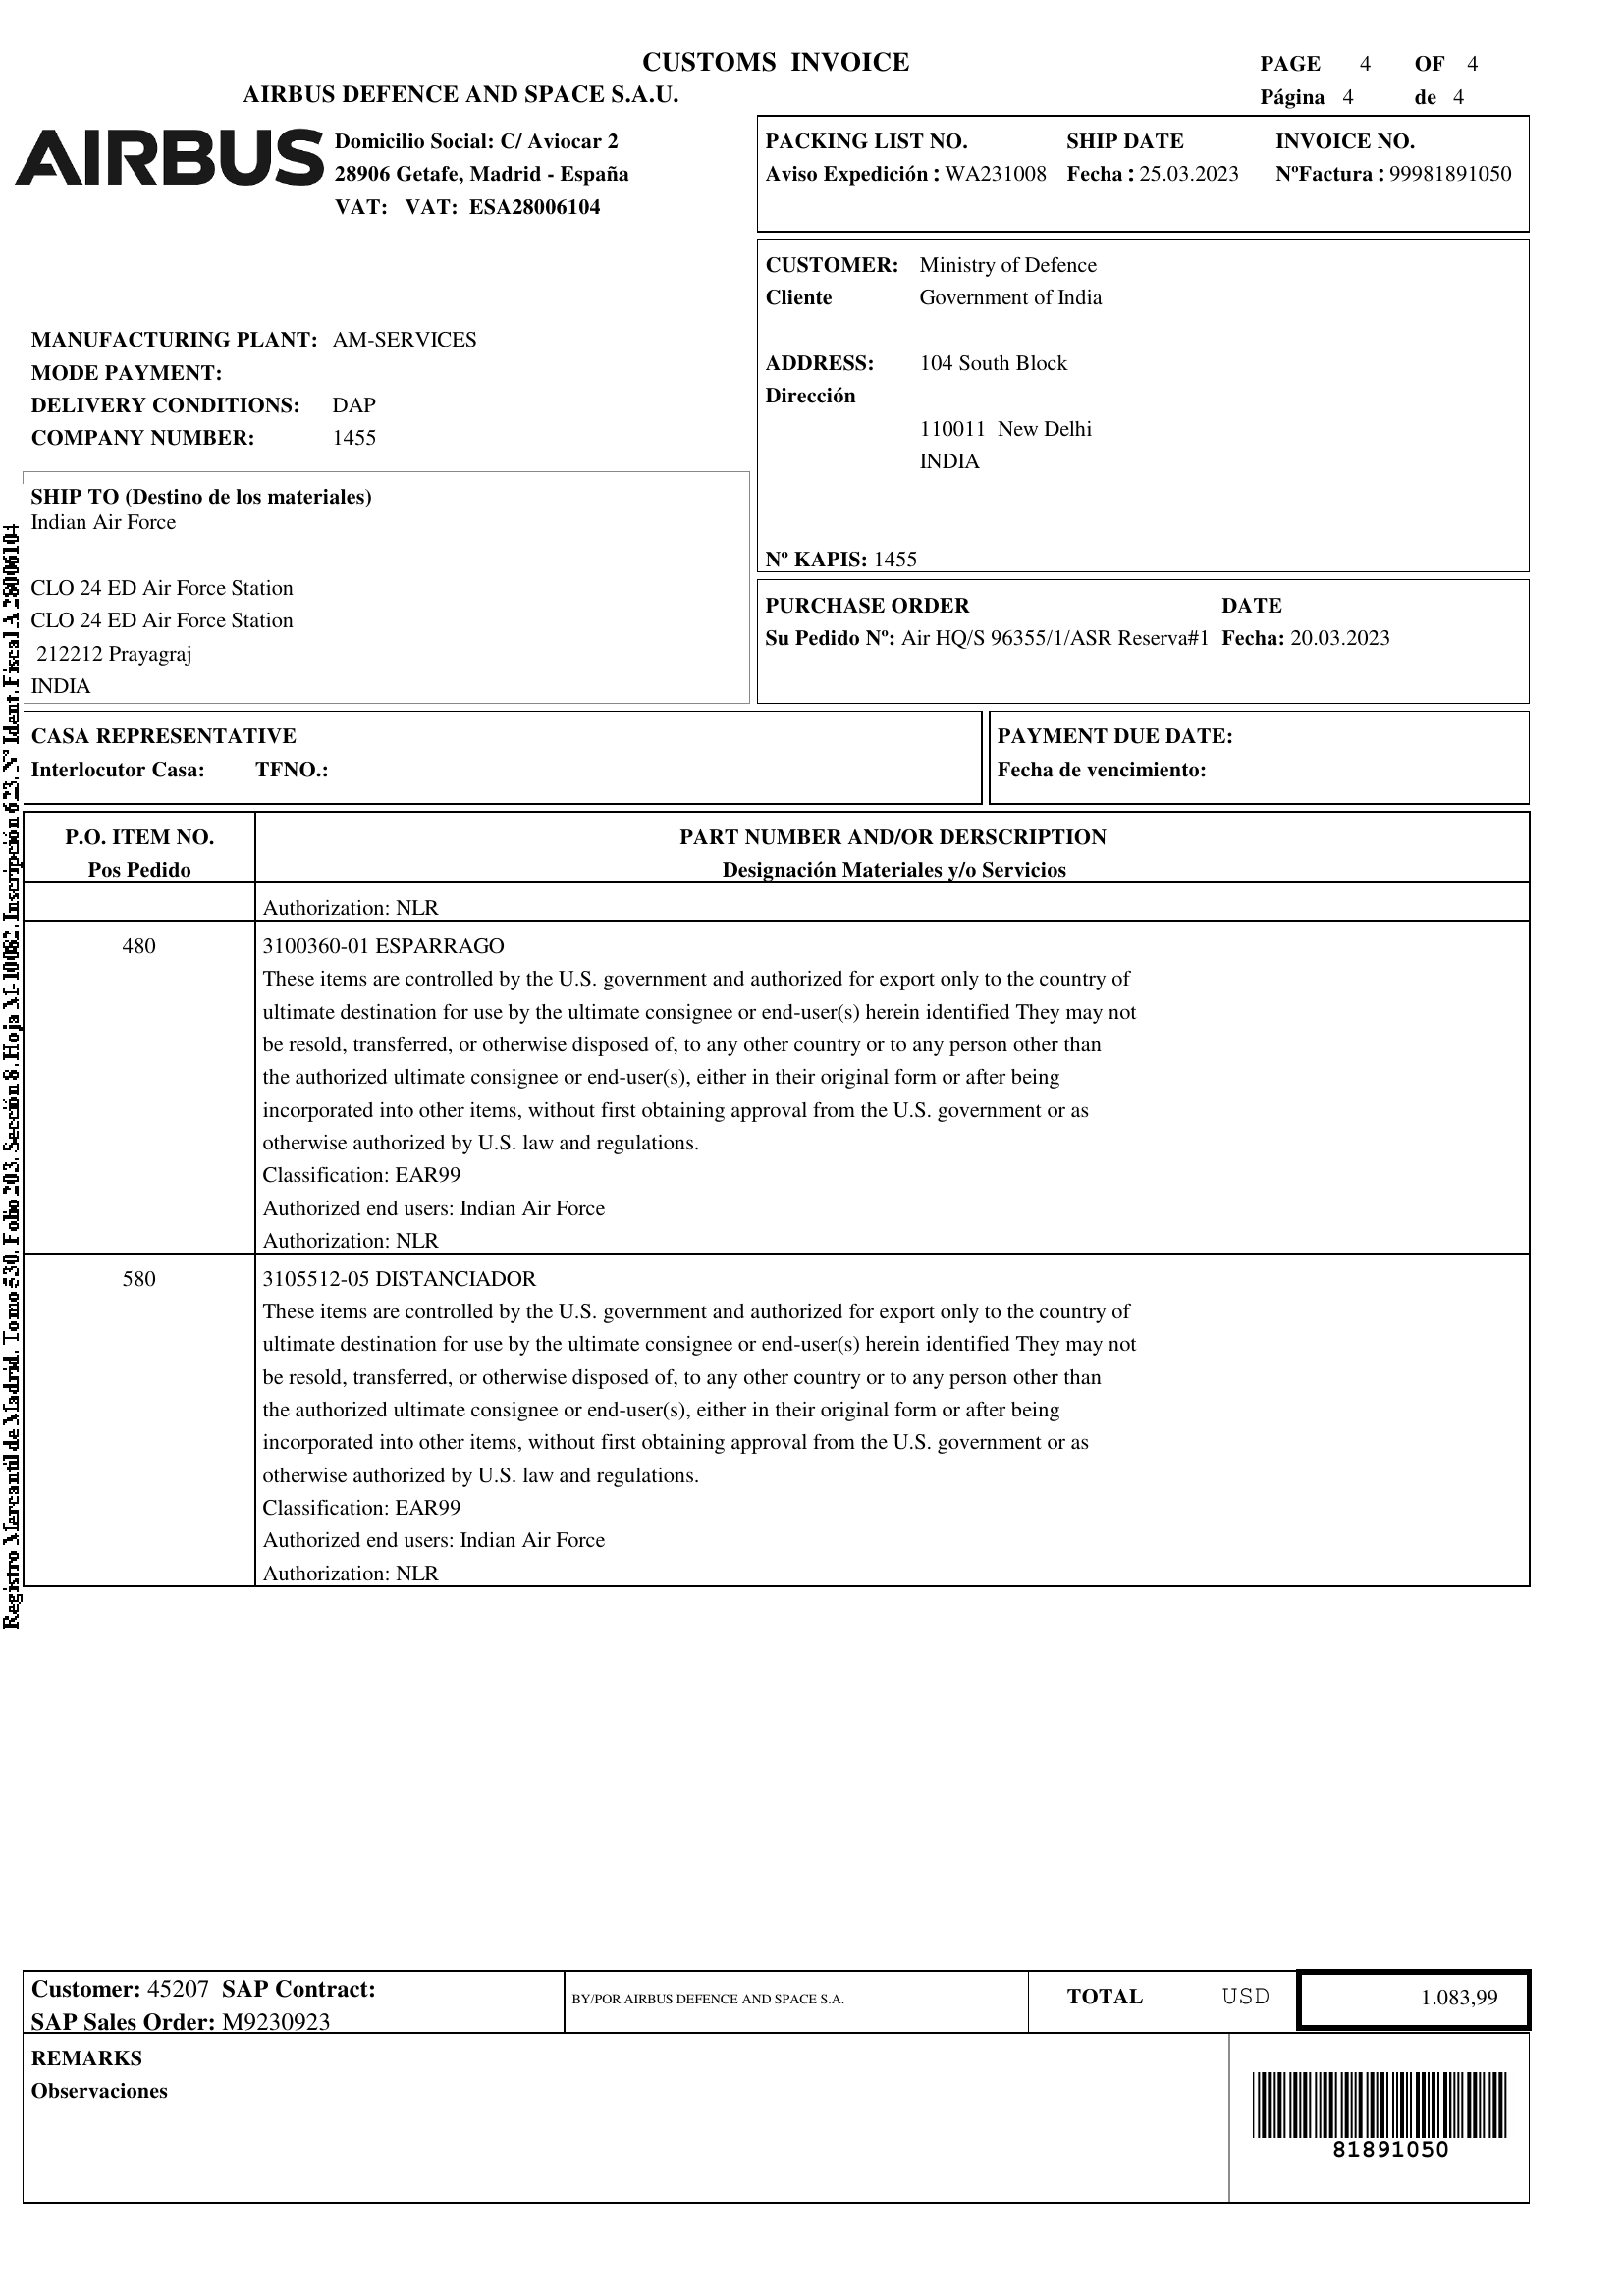 CUSTOMS INVOICE
PAGE 4 OF 4
AIRBUS DEFENCE AND SPACE S.A.U.
Página 4 de 4
AIRBUS
Domicilio Social: C/ Aviocar 2
28906 Getafe, Madrid - España
VAT: VAT: ESA28006104
PACKING LIST NO. SHIP DATE INVOICE NO.
Aviso Expedición : WA231008 Fecha : 25.03.2023 NºFactura : 99981891050
CUSTOMER: Ministry of Defence
Cliente Government of India
ADDRESS: 104 South Block
Dirección
110011 New Delhi
INDIA
Nº KAPIS: 1455
MANUFACTURING PLANT: AM-SERVICES
MODE PAYMENT:
DELIVERY CONDITIONS: DAP
COMPANY NUMBER: 1455
SHIP TO (Destino de los materiales)
Indian Air Force
CLO 24 ED Air Force Station
CLO 24 ED Air Force Station
212212 Prayagraj
INDIA
PURCHASE ORDER DATE
Su Pedido Nº: Air HQ/S 96355/1/ASR Reserva#1 Fecha: 20.03.2023
CASA REPRESENTATIVE
Interlocutor Casa: TFNO.:
PAYMENT DUE DATE:
Fecha de vencimiento:
P.O. ITEM NO. PART NUMBER AND/OR DERSCRIPTION
Pos Pedido Designación Materiales y/o Servicios
Authorization: NLR
480 3100360-01 ESPARRAGO
These items are controlled by the U.S. government and authorized for export only to the country of
ultimate destination for use by the ultimate consignee or end-user(s) herein identified They may not
be resold, transferred, or otherwise disposed of, to any other country or to any person other than
the authorized ultimate consignee or end-user(s), either in their original form or after being
incorporated into other items, without first obtaining approval from the U.S. government or as
otherwise authorized by U.S. law and regulations.
Classification: EAR99
Authorized end users: Indian Air Force
Authorization: NLR
580 3105512-05 DISTANCIADOR
These items are controlled by the U.S. government and authorized for export only to the country of
ultimate destination for use by the ultimate consignee or end-user(s) herein identified They may not
be resold, transferred, or otherwise disposed of, to any other country or to any person other than
the authorized ultimate consignee or end-user(s), either in their original form or after being
incorporated into other items, without first obtaining approval from the U.S. government or as
otherwise authorized by U.S. law and regulations.
Classification: EAR99
Authorized end users: Indian Air Force
Authorization: NLR
Registro Mercantil de Madrid, Tomo 530, Folio 203, Sección 8, Hoja M-10082, Inscripción 623, Nº Ident. Fiscal A 28006104
Customer: 45207 SAP Contract:
SAP Sales Order: M9230923
BY/POR AIRBUS DEFENCE AND SPACE S.A.
TOTAL USD 1.083,99
REMARKS
Observaciones
81891050